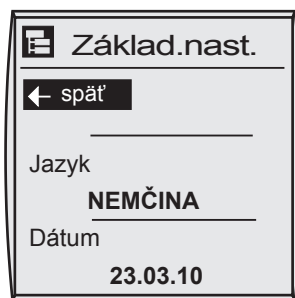 Základ.nast.
← späť
Jazyk
NEMČINA
Dátum
23.03.10